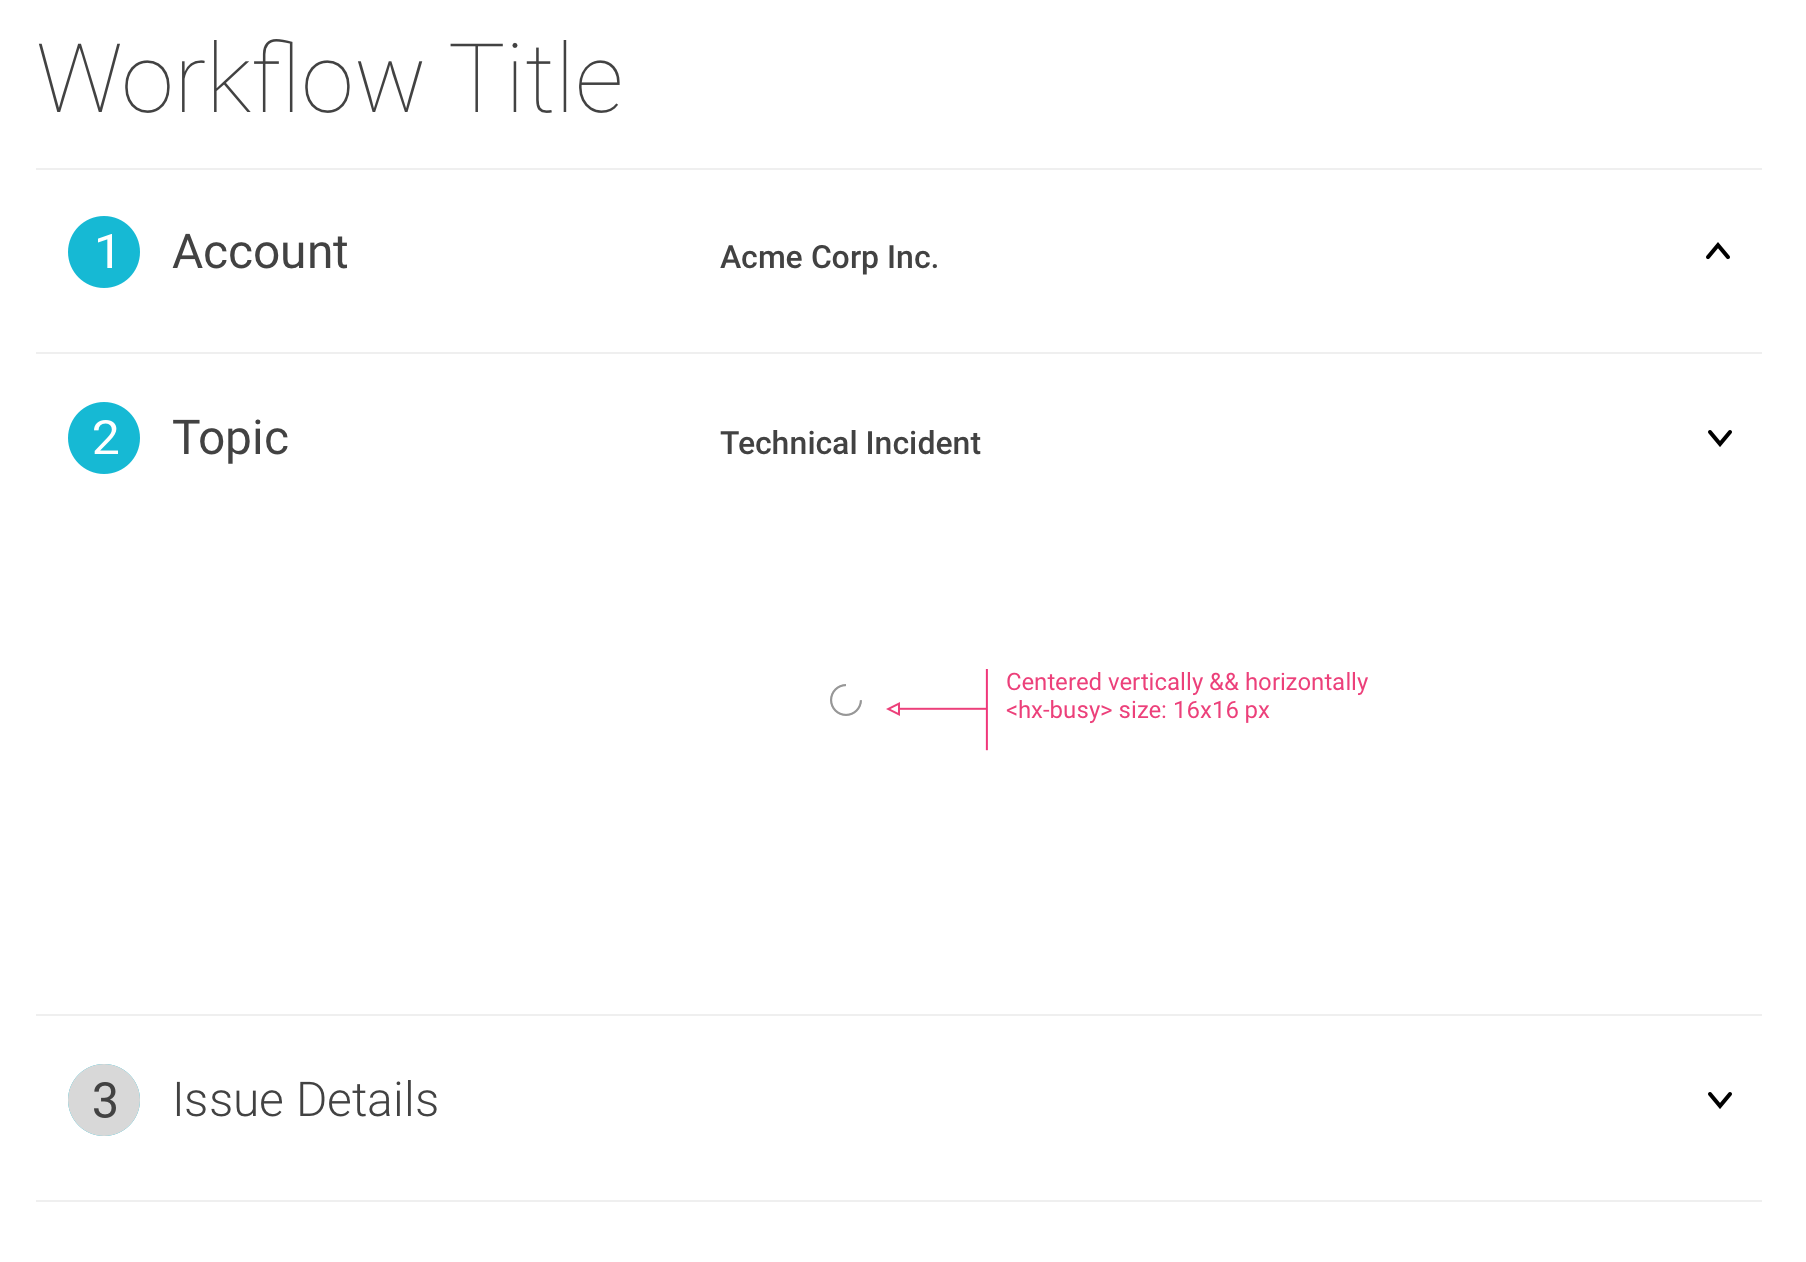 Workflow Title
1 Account Acme Corp Inc.
2 Topic Technical Incident
Centered vertically && horizontally
<hx-busy> size: 16x16 px
3 Issue Details